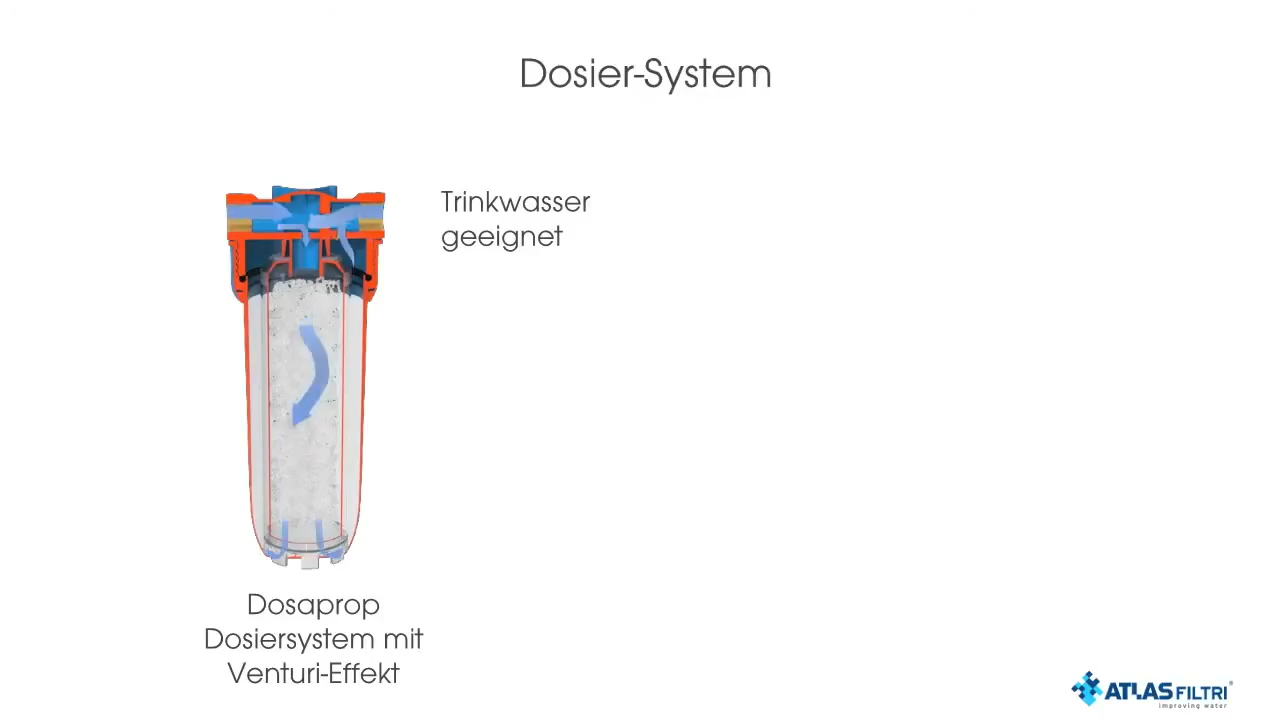 Dosier-System
Trinkwasser
geeignet
Dosaprop
Dosiersystem mit
Venturi-Effekt
ATLAS FILTRI®
improving water